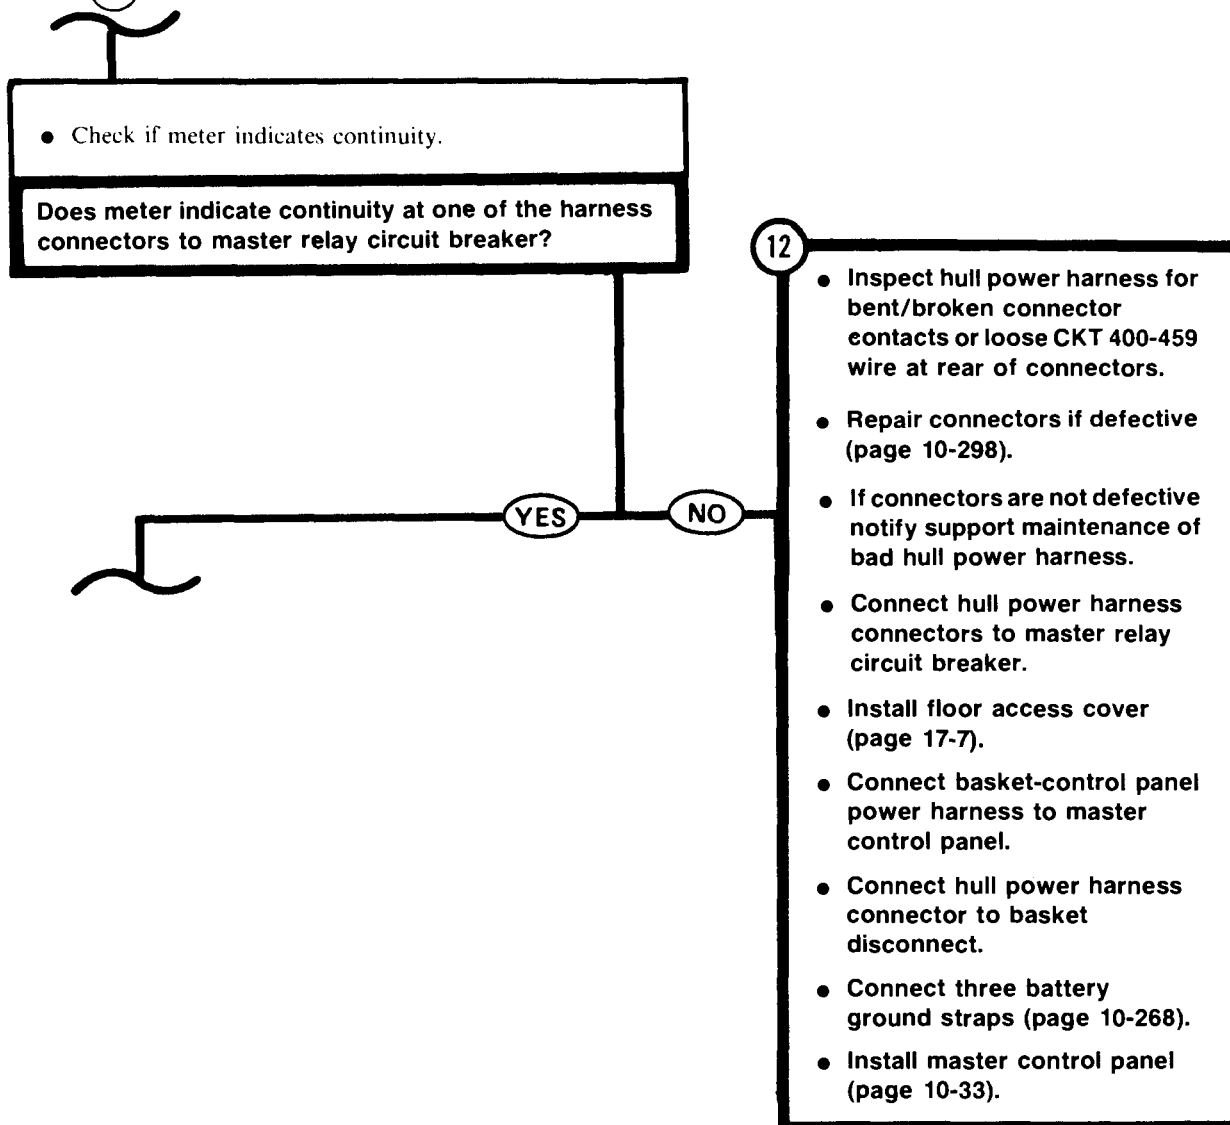 ● Check if meter indicates continuity.
Does meter indicate continuity at one of the harness
connectors to master relay circuit breaker?
YES
NO
12
● Inspect hull power harness for
bent/broken connector
contacts or loose CKT 400-459
wire at rear of connectors.
● Repair connectors if defective
(page 10-298).
● If connectors are not defective
notify support maintenance of
bad hull power harness.
● Connect hull power harness
connectors to master relay
circuit breaker.
● Install floor access cover
(page 17-7).
● Connect basket-control panel
power harness to master
control panel.
● Connect hull power harness
connector to basket
disconnect.
● Connect three battery
ground straps (page 10-268).
● Install master control panel
(page 10-33).